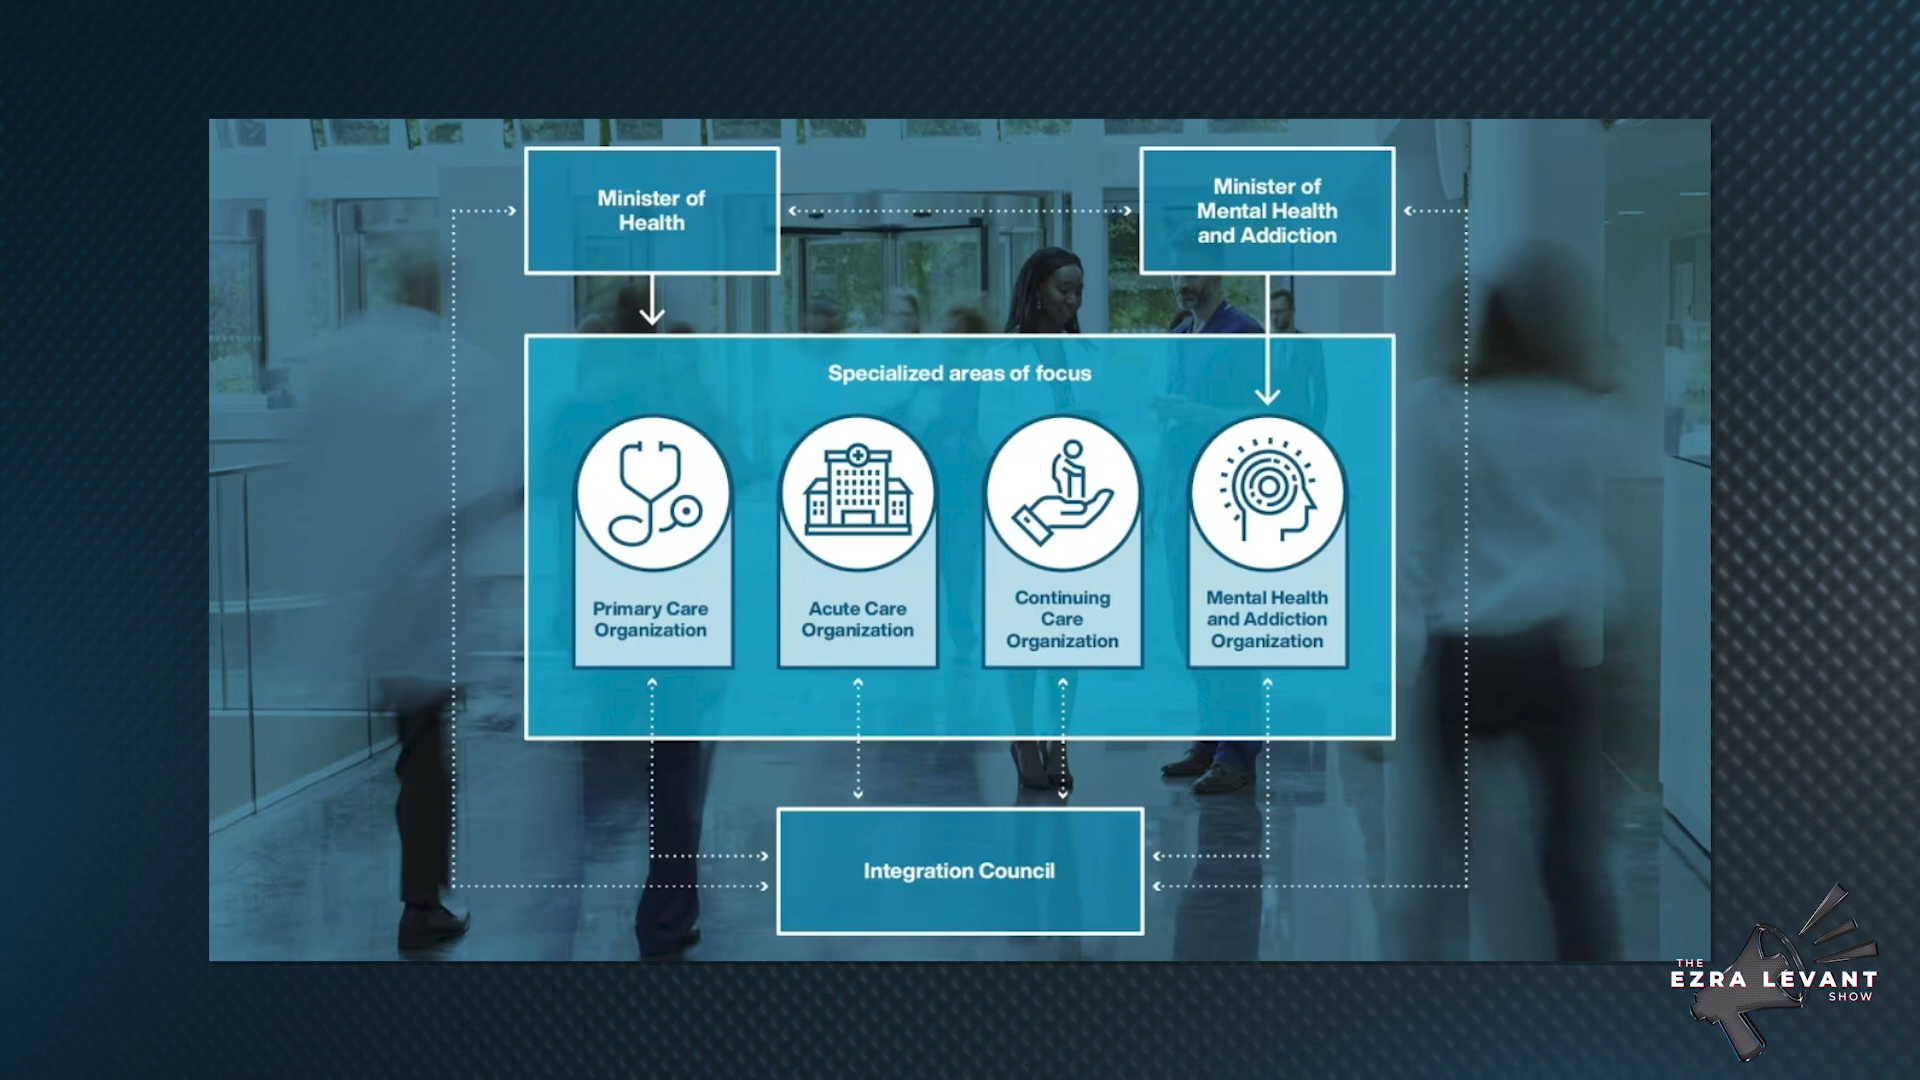 Minister of
Health
Minister of
Mental Health
and Addiction
Specialized areas of focus
Primary Care
Organization
Acute Care
Organization
Continuing
Care
Organization
Mental Health
and Addiction
Organization
Integration Council
THE
EZRA LEVANT
SHOW